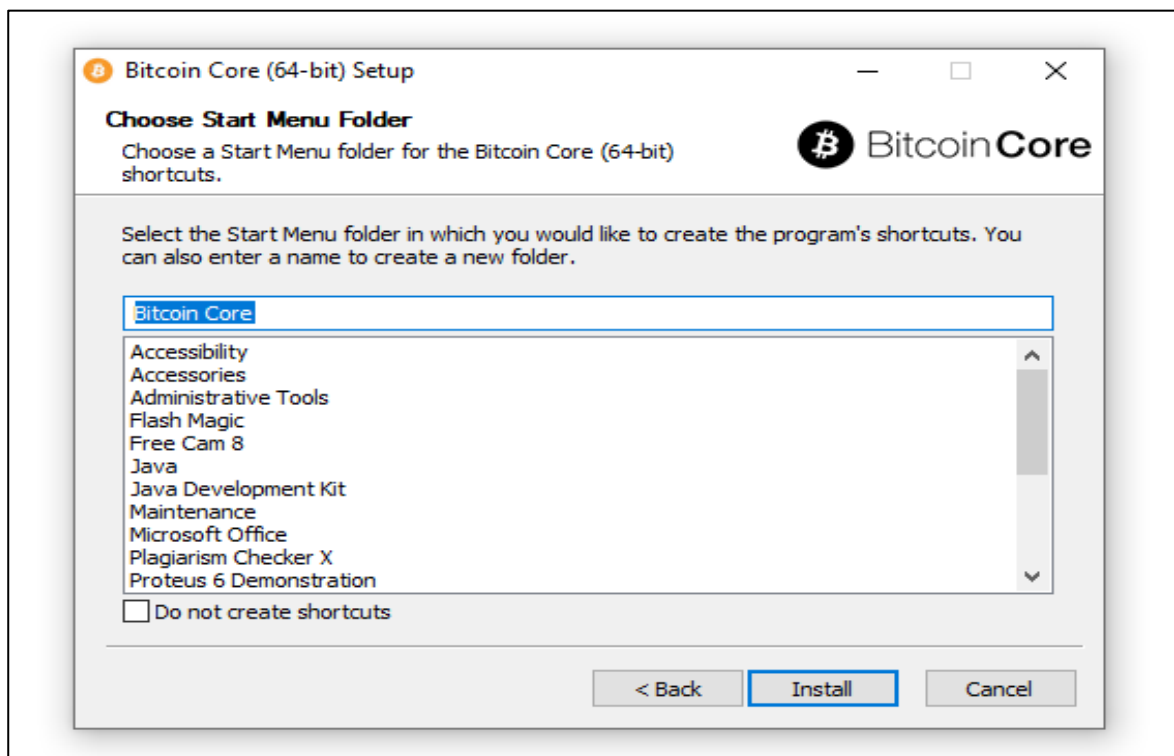 Bitcoin Core (64-bit) Setup
Choose Start Menu Folder
Choose a Start Menu folder for the Bitcoin Core (64-bit)
shortcuts.
BitcoinCore
Select the Start Menu folder in which you would like to create the program's shortcuts. You
can also enter a name to create a new folder.
Bitcoin Core
Accessibility
Accessories
Administrative Tools
Flash Magic
Free Cam 8
Java
Java Development Kit
Maintenance
Microsoft Office
Plagiarism Checker X
Proteus 6 Demonstration
Do not create shortcuts
< Back
Install
Cancel